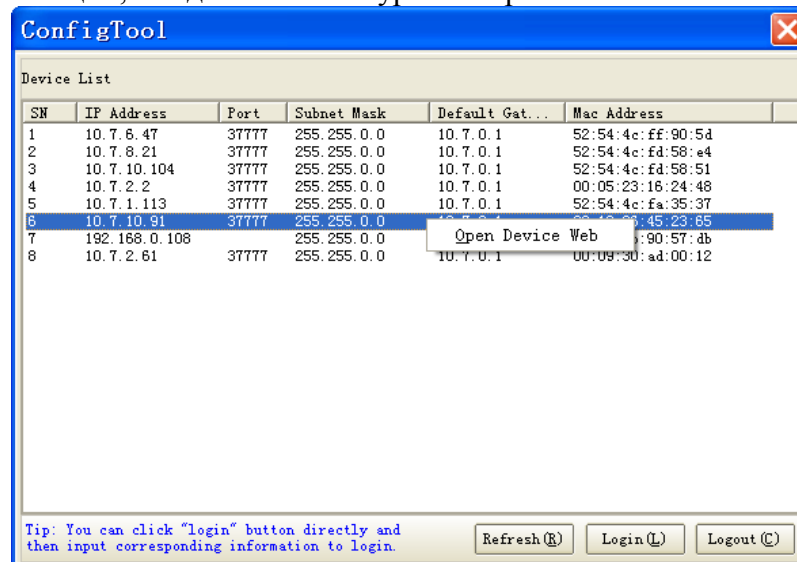 ConfigTool
Device List
SN IP Address Port Subnet Mask Default Gat... Mac Address
1 10.7.6.47 37777 255.255.0.0 10.7.0.1 52:54:4c:ff:90:5d
2 10.7.8.21 37777 255.255.0.0 10.7.0.1 52:54:4c:fd:58:e4
3 10.7.10.104 37777 255.255.0.0 10.7.0.1 52:54:4c:fd:58:51
4 10.7.2.2 37777 255.255.0.0 10.7.0.1 00:05:23:16:24:48
5 10.7.1.113 37777 255.255.0.0 10.7.0.1 52:54:4c:fa:35:37
6 10.7.10.91 37777 255.255.0.0 :45:23:65
Open Device Web
7 192.168.0.108 255.255.0.0 :90:57:db
8 10.7.2.61 37777 255.255.0.0 10.7.0.1 00:09:30:ad:00:12
Tip: You can click "login" button directly and
then input corresponding information to login.
Refresh(R) Login(L) Logout(C)